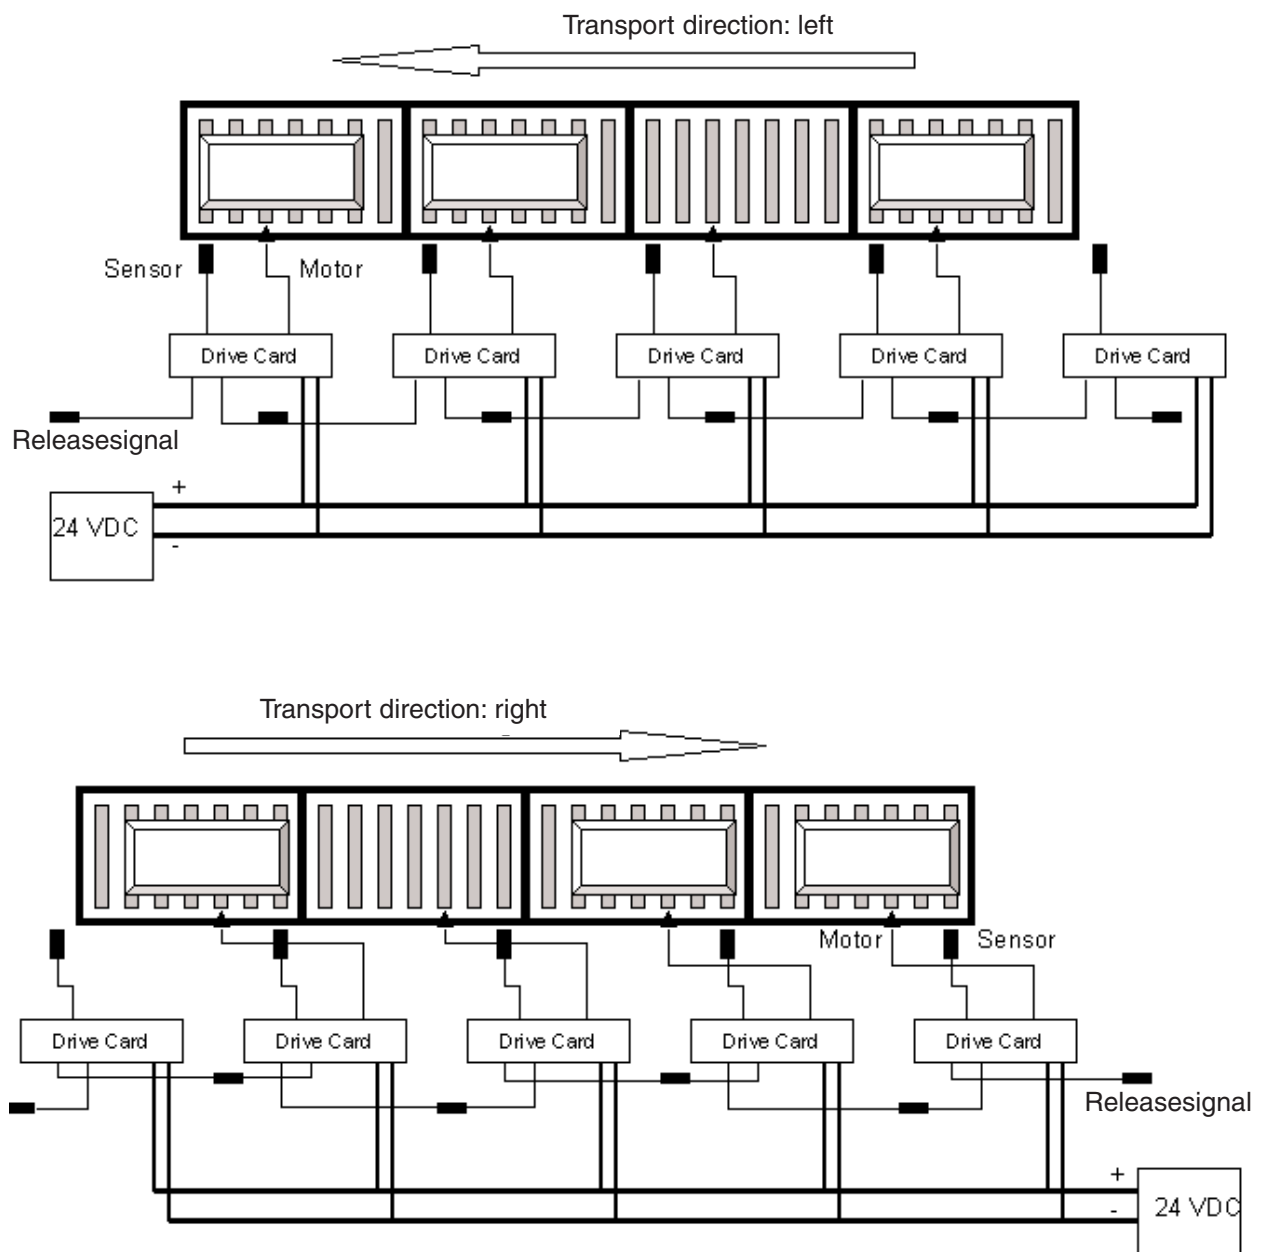 Transport direction: left
Sensor
Motor
Drive Card
Drive Card
Drive Card
Drive Card
Drive Card
Releasesignal
+
24 VDC
-
Transport direction: right
Motor
Sensor
Drive Card
Drive Card
Drive Card
Drive Card
Drive Card
Releasesignal
+
-
24 VDC